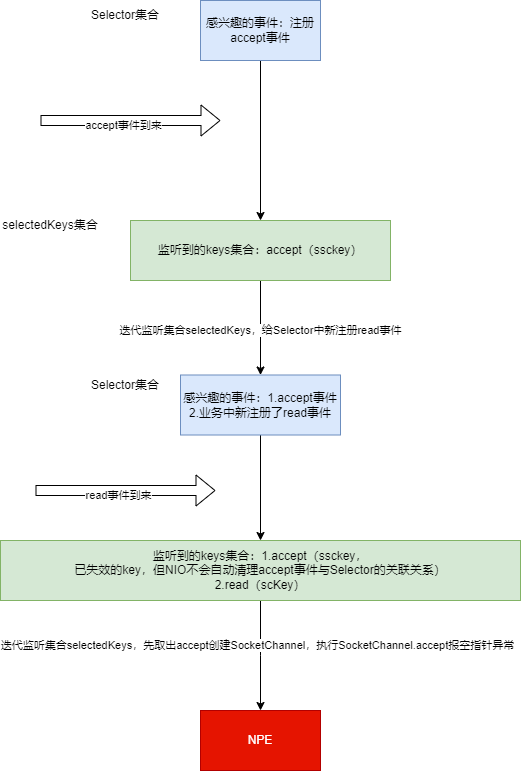 Selector集合
感兴趣的事件：注册
accept事件
accept事件到来
selectedKeys集合
监听到的keys集合：accept（ssckey）
迭代监听集合selectedKeys，给Selector中新注册read事件
Selector集合
感兴趣的事件：1.accept事件
2.业务中新注册了read事件
read事件到来
监听到的keys集合：1.accept（ssckey，
已失效的key，但NIO不会自动清理accept事件与Selector的关联关系）
2.read（scKey）
迭代监听集合selectedKeys，先取出accept创建SocketChannel，执行SocketChannel.accept报空指针异常
NPE